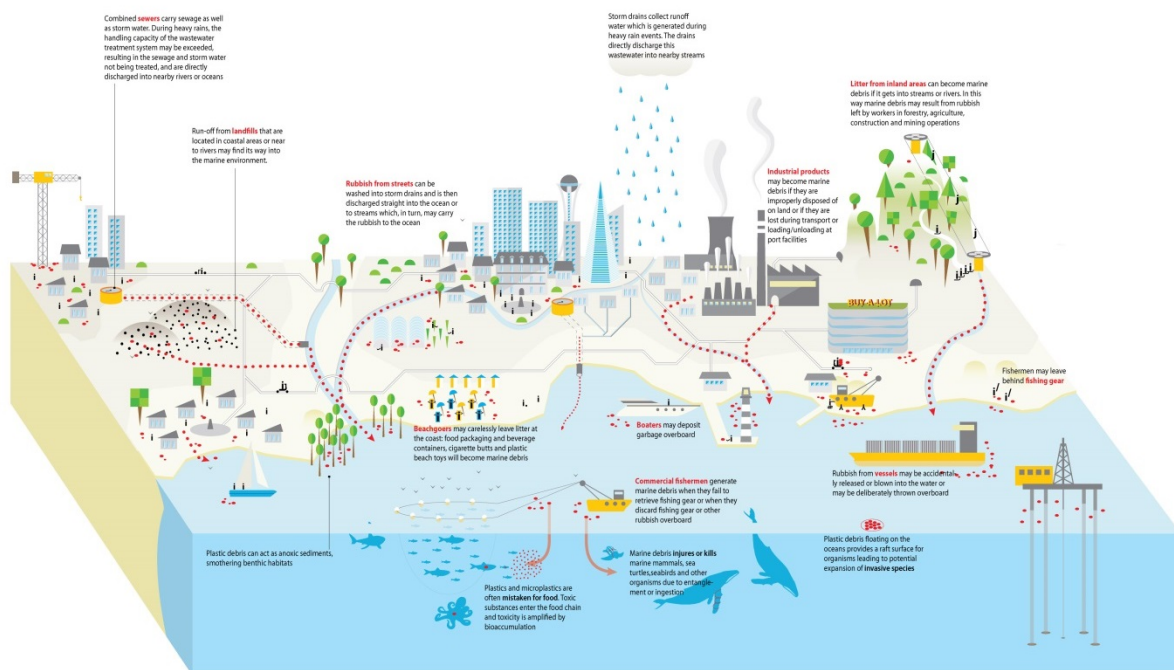 Combined sewers carry sewage as well
as storm water. During heavy rains, the
handling capacity of the wastewater
treatment system may be exceeded,
resulting in the sewage and storm water
not being treated, and are directly
discharged into nearby rivers or oceans
Storm drains collect runoff
water which is generated during
heavy rain events. The drains
directly discharge this
wastewater into nearby streams
Litter from inland areas can become marine
debris if it gets into streams or rivers. In this
way marine debris may result from rubbish
left by workers in forestry, agriculture,
construction and mining operations
Run-off from landfills that are
located in coastal areas or near
to rivers may find its way into
the marine environment.
Rubbish from streets can be
washed into storm drains and is then
discharged straight into the ocean or
to streams which, in turn, may carry
the rubbish to the ocean
Industrial products
may become marine
debris if they are
improperly disposed of
on land or if they are
lost during transport or
loading/unloading at
port facilities
BUY-A-LOT
Fishermen may leave
behind fishing gear
Beachgoers may carelessly leave litter at
the coast: food packaging and beverage
containers, cigarette butts and plastic
beach toys will become marine debris
Boaters may deposit
garbage overboard
Rubbish from vessels may be accidental-
ly released or blown into the water or
may be deliberately thrown overboard
Commercial fishermen generate
marine debris when they fail to
retrieve fishing gear or when they
discard fishing gear or other
rubbish overboard
Plastic debris can act as anoxic sediments,
smothering benthic habitats
Plastics and microplastics are
often mistaken for food. Toxic
substances enter the food chain
and toxicity is amplified by
bioaccumulation
Marine debris injures or kills
marine mammals, sea
turtles,seabirds and other
organisms due to entangle-
ment or ingestion
Plastic debris floating on the
oceans provides a raft surface for
organisms leading to potential
expansion of invasive species